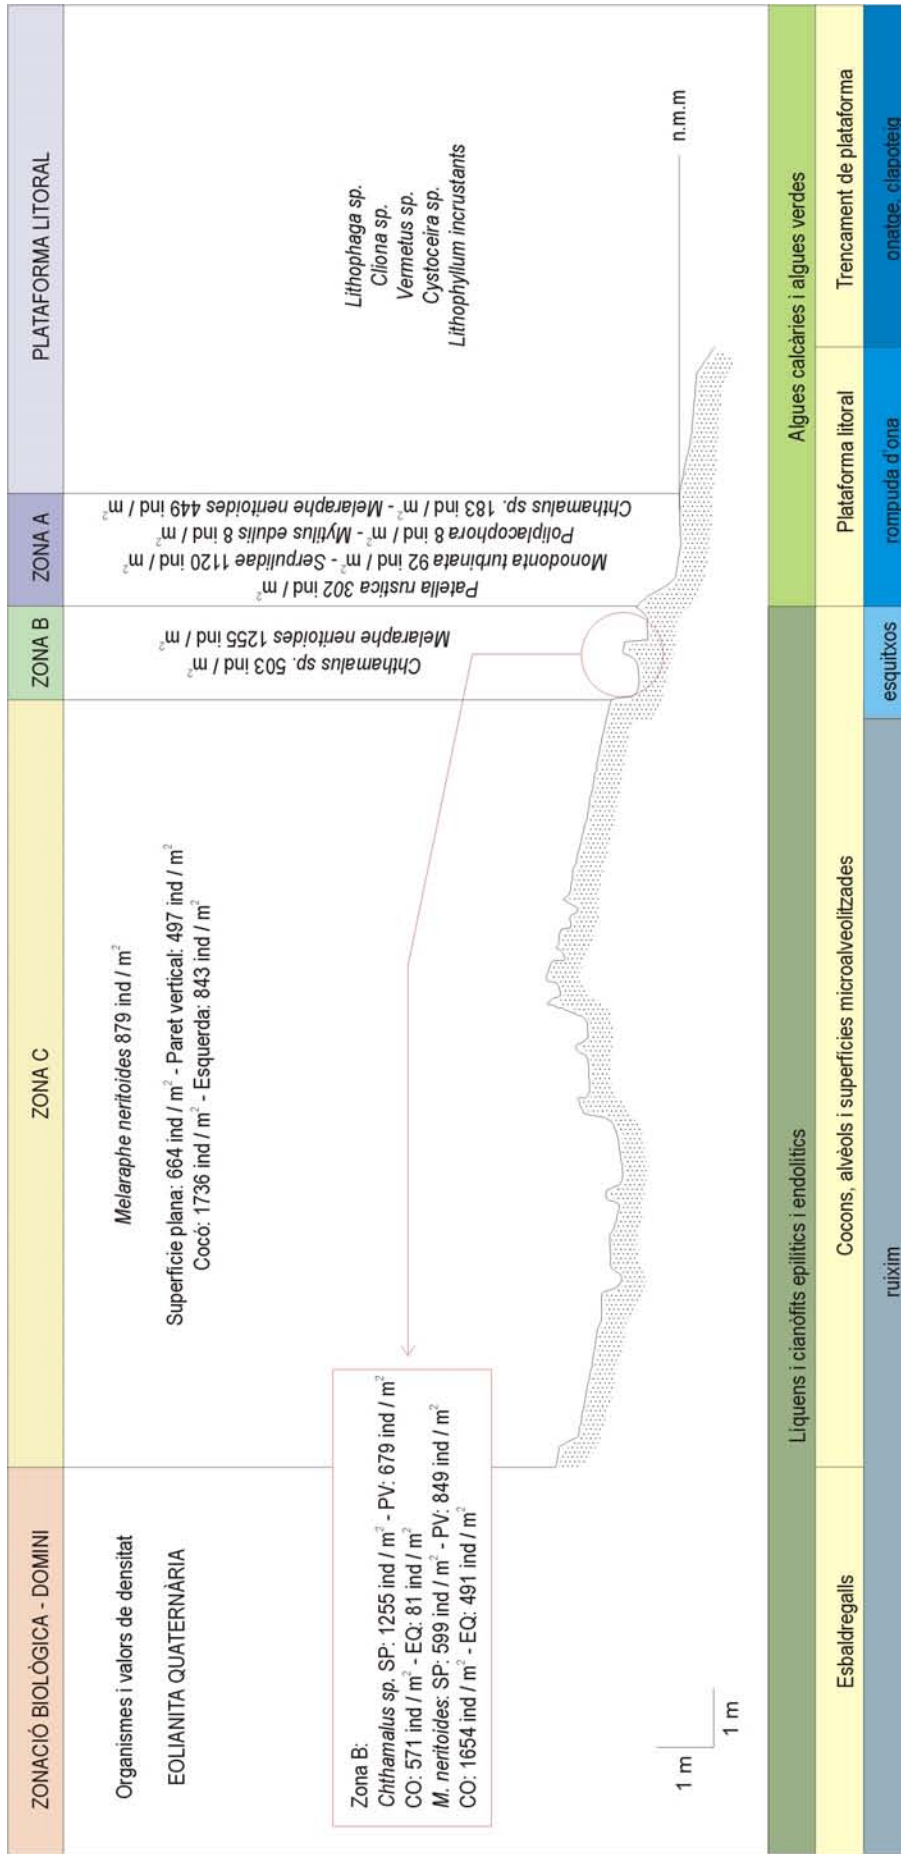 ZONACIÓ BIOLÒGICA - DOMINI
ZONA C
ZONA B
ZONA A
PLATAFORMA LITORAL
Organismes i valors de densitat
EOLIANITA QUATERNÀRIA
Melaraphe neritoides 879 ind / m²
Superfície plana: 664 ind / m² - Paret vertical: 497 ind / m²
Cocó: 1736 ind / m² - Esquerda: 843 ind / m²
Chthamalus sp. 503 ind / m²
Melaraphe neritoides 1255 ind / m²
Patella rustica 302 ind / m²
Monodonta turbinata 92 ind / m² - Serpulidae 1120 ind / m²
Poliplacophora 8 ind / m² - Mytilus edulis 8 ind / m²
Chthamalus sp. 183 ind / m² - Melaraphe neritoides 449 ind / m²
Lithophaga sp.
Cliona sp.
Vermetus sp.
Cystoceira sp.
Lithophyllum incrustants
Zona B:
Chthamalus sp. SP: 1255 ind / m² - PV: 679 ind / m²
CO: 571 ind / m² - EQ: 81 ind / m²
M. neritoides: SP: 599 ind / m² - PV: 849 ind / m²
CO: 1654 ind / m² - EQ: 491 ind / m²
n.m.m
1 m
1 m
Líquens i cianòfits epilítics i endolítics
Algues calcàries i algues verdes
Esbaldregalls
Cocons, alvèols i superfícies microalveolitzades
Plataforma litoral
Trencament de plataforma
ruixim
esquitxos
rompuda d'ona
onatge, clapoteig